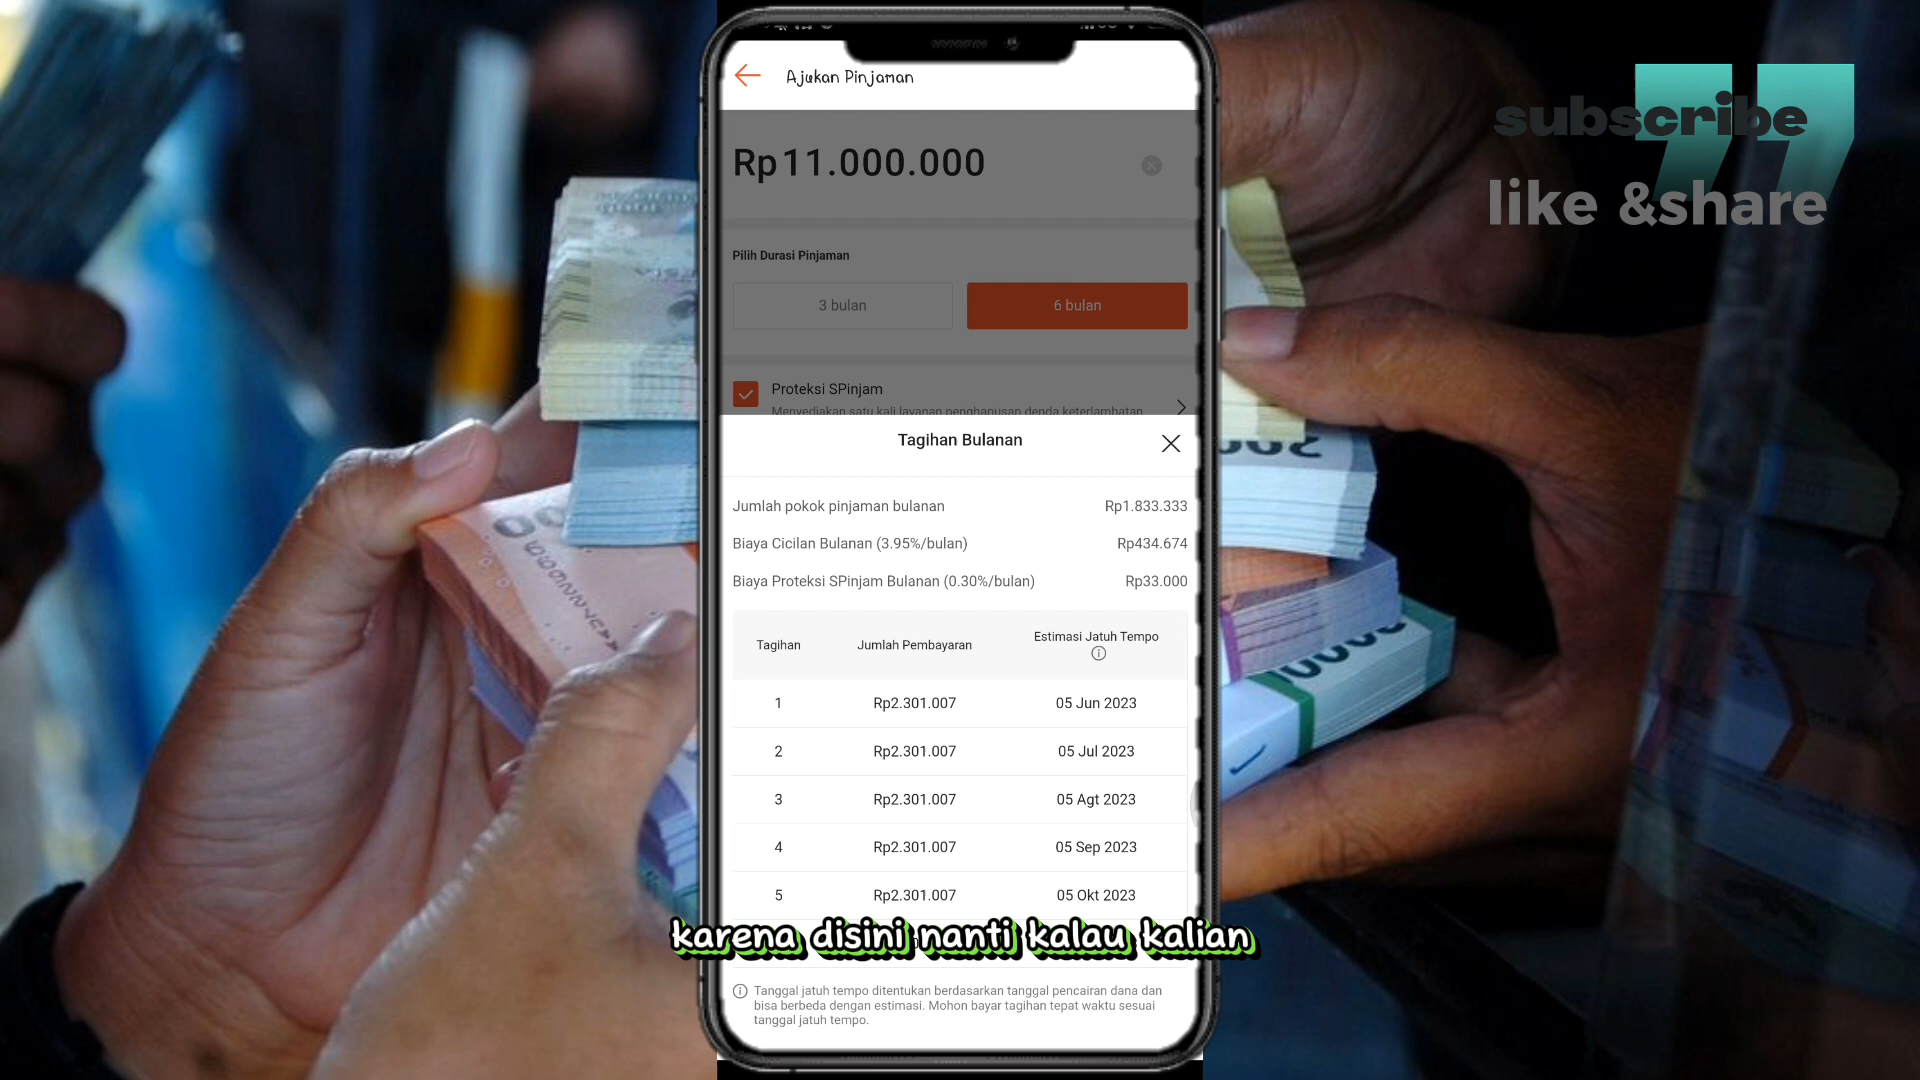 Ajukan Pinjaman
subscribe
like &share
Rp11.000.000
Pilih Durasi Pinjaman
3 bulan
6 bulan
Proteksi SPinjam
Menyediakan satu kali layanan penghapusan denda keterlambatan
Tagihan Bulanan
Jumlah pokok pinjaman bulanan Rp1.833.333
Biaya Cicilan Bulanan (3.95%/bulan) Rp434.674
Biaya Proteksi SPinjam Bulanan (0.30%/bulan) Rp33.000
Tagihan Jumlah Pembayaran Estimasi Jatuh Tempo
1 Rp2.301.007 05 Jun 2023
2 Rp2.301.007 05 Jul 2023
3 Rp2.301.007 05 Agt 2023
4 Rp2.301.007 05 Sep 2023
5 Rp2.301.007 05 Okt 2023
karena disini nanti kalau kalian
Tanggal jatuh tempo ditentukan berdasarkan tanggal pencairan dana dan
bisa berbeda dengan estimasi. Mohon bayar tagihan tepat waktu sesuai
tanggal jatuh tempo.